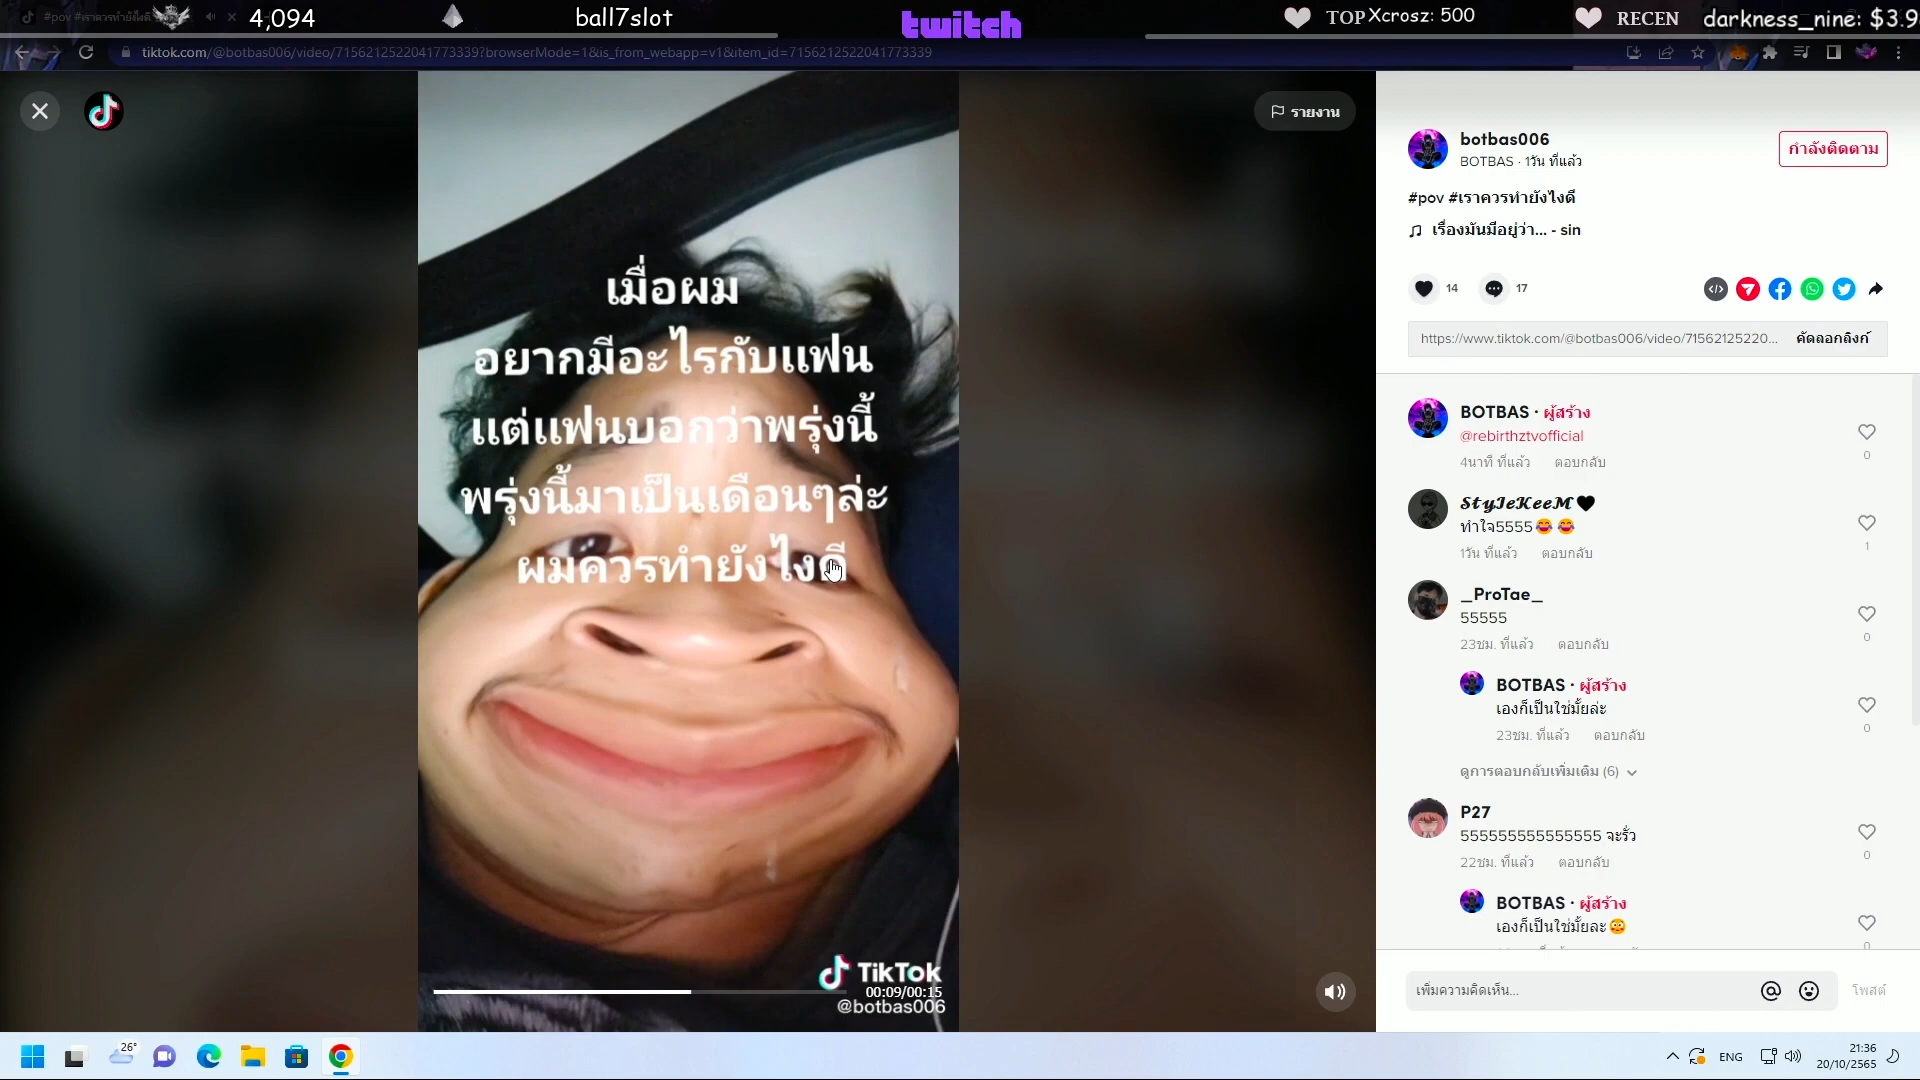 4,094
ball7slot
twitch
TOP Xcrosz: 500
RECEN
darkness_nine: $3.9
tiktok.com/@botbas006/video/7156212522041773339?browserMode=1&is_from_webapp=v1&item_id=7156212522041773339
รายงาน
เมื่อผม
อยากมีอะไรกับแฟน
แต่แฟนบอกว่าพรุ่งนี้
พรุ่งนี้มาเป็นเดือนๆล่ะ
ผมควรทำยังไงดี
TikTok
00:09/00:15
@botbas006
botbas006
BOTBAS · 1วัน ที่แล้ว
กำลังติดตาม
#pov #เราควรทำยังไงดี
เรื่องมันมีอยู่ว่า... - sin
14
17
https://www.tiktok.com/@botbas006/video/71562125220...
คัดลอกลิงก์
BOTBAS · ผู้สร้าง
@rebirthztvofficial
4นาที ที่แล้ว ตอบกลับ
0
StyleKeeM
ทำใจ5555😂 😂
1วัน ที่แล้ว ตอบกลับ
1
_ProTae_
55555
23ชม. ที่แล้ว ตอบกลับ
0
BOTBAS · ผู้สร้าง
เองก็เป็นใช่มั้ยล่ะ
23ชม. ที่แล้ว ตอบกลับ
0
ดูการตอบกลับเพิ่มเติม (6)
P27
555555555555555 จะรั่ว
22ชม. ที่แล้ว ตอบกลับ
0
BOTBAS · ผู้สร้าง
เองก็เป็นใช่มั้ยละ😳
0
เพิ่มความคิดเห็น...
โพสต์
26°
ENG
21:36
20/10/2565